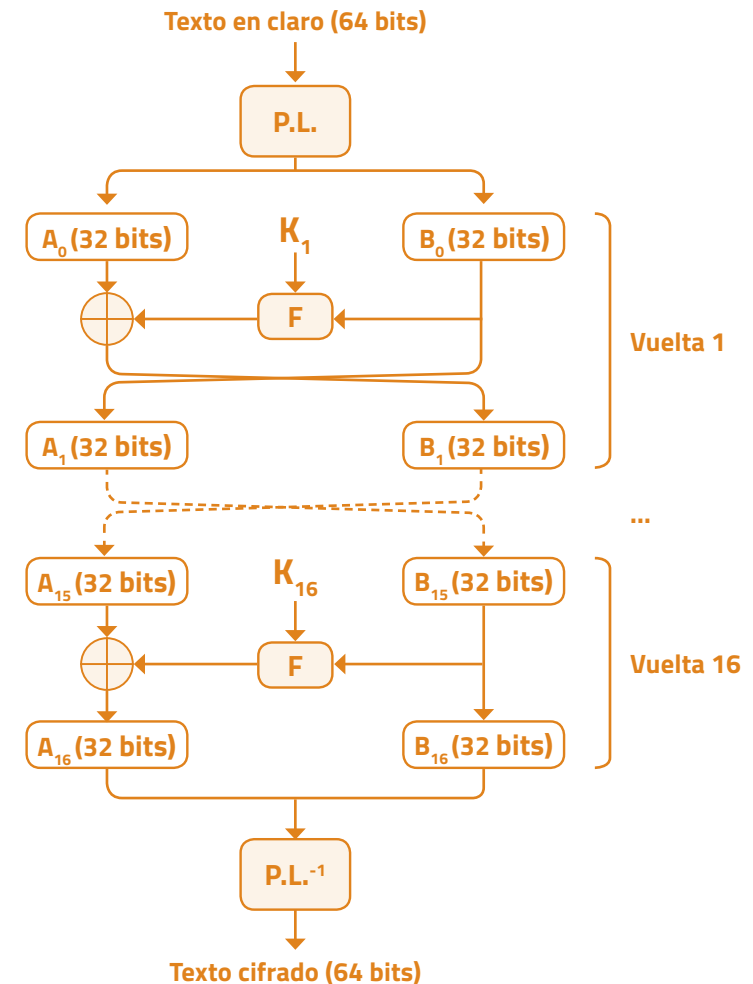 Texto en claro (64 bits)
P.L.
A₀ (32 bits)
K₁
B₀ (32 bits)
F
Vuelta 1
A₁ (32 bits)
B₁ (32 bits)
...
A₁₅ (32 bits)
K₁₆
B₁₅ (32 bits)
F
Vuelta 16
A₁₆ (32 bits)
B₁₆ (32 bits)
P.L.⁻¹
Texto cifrado (64 bits)